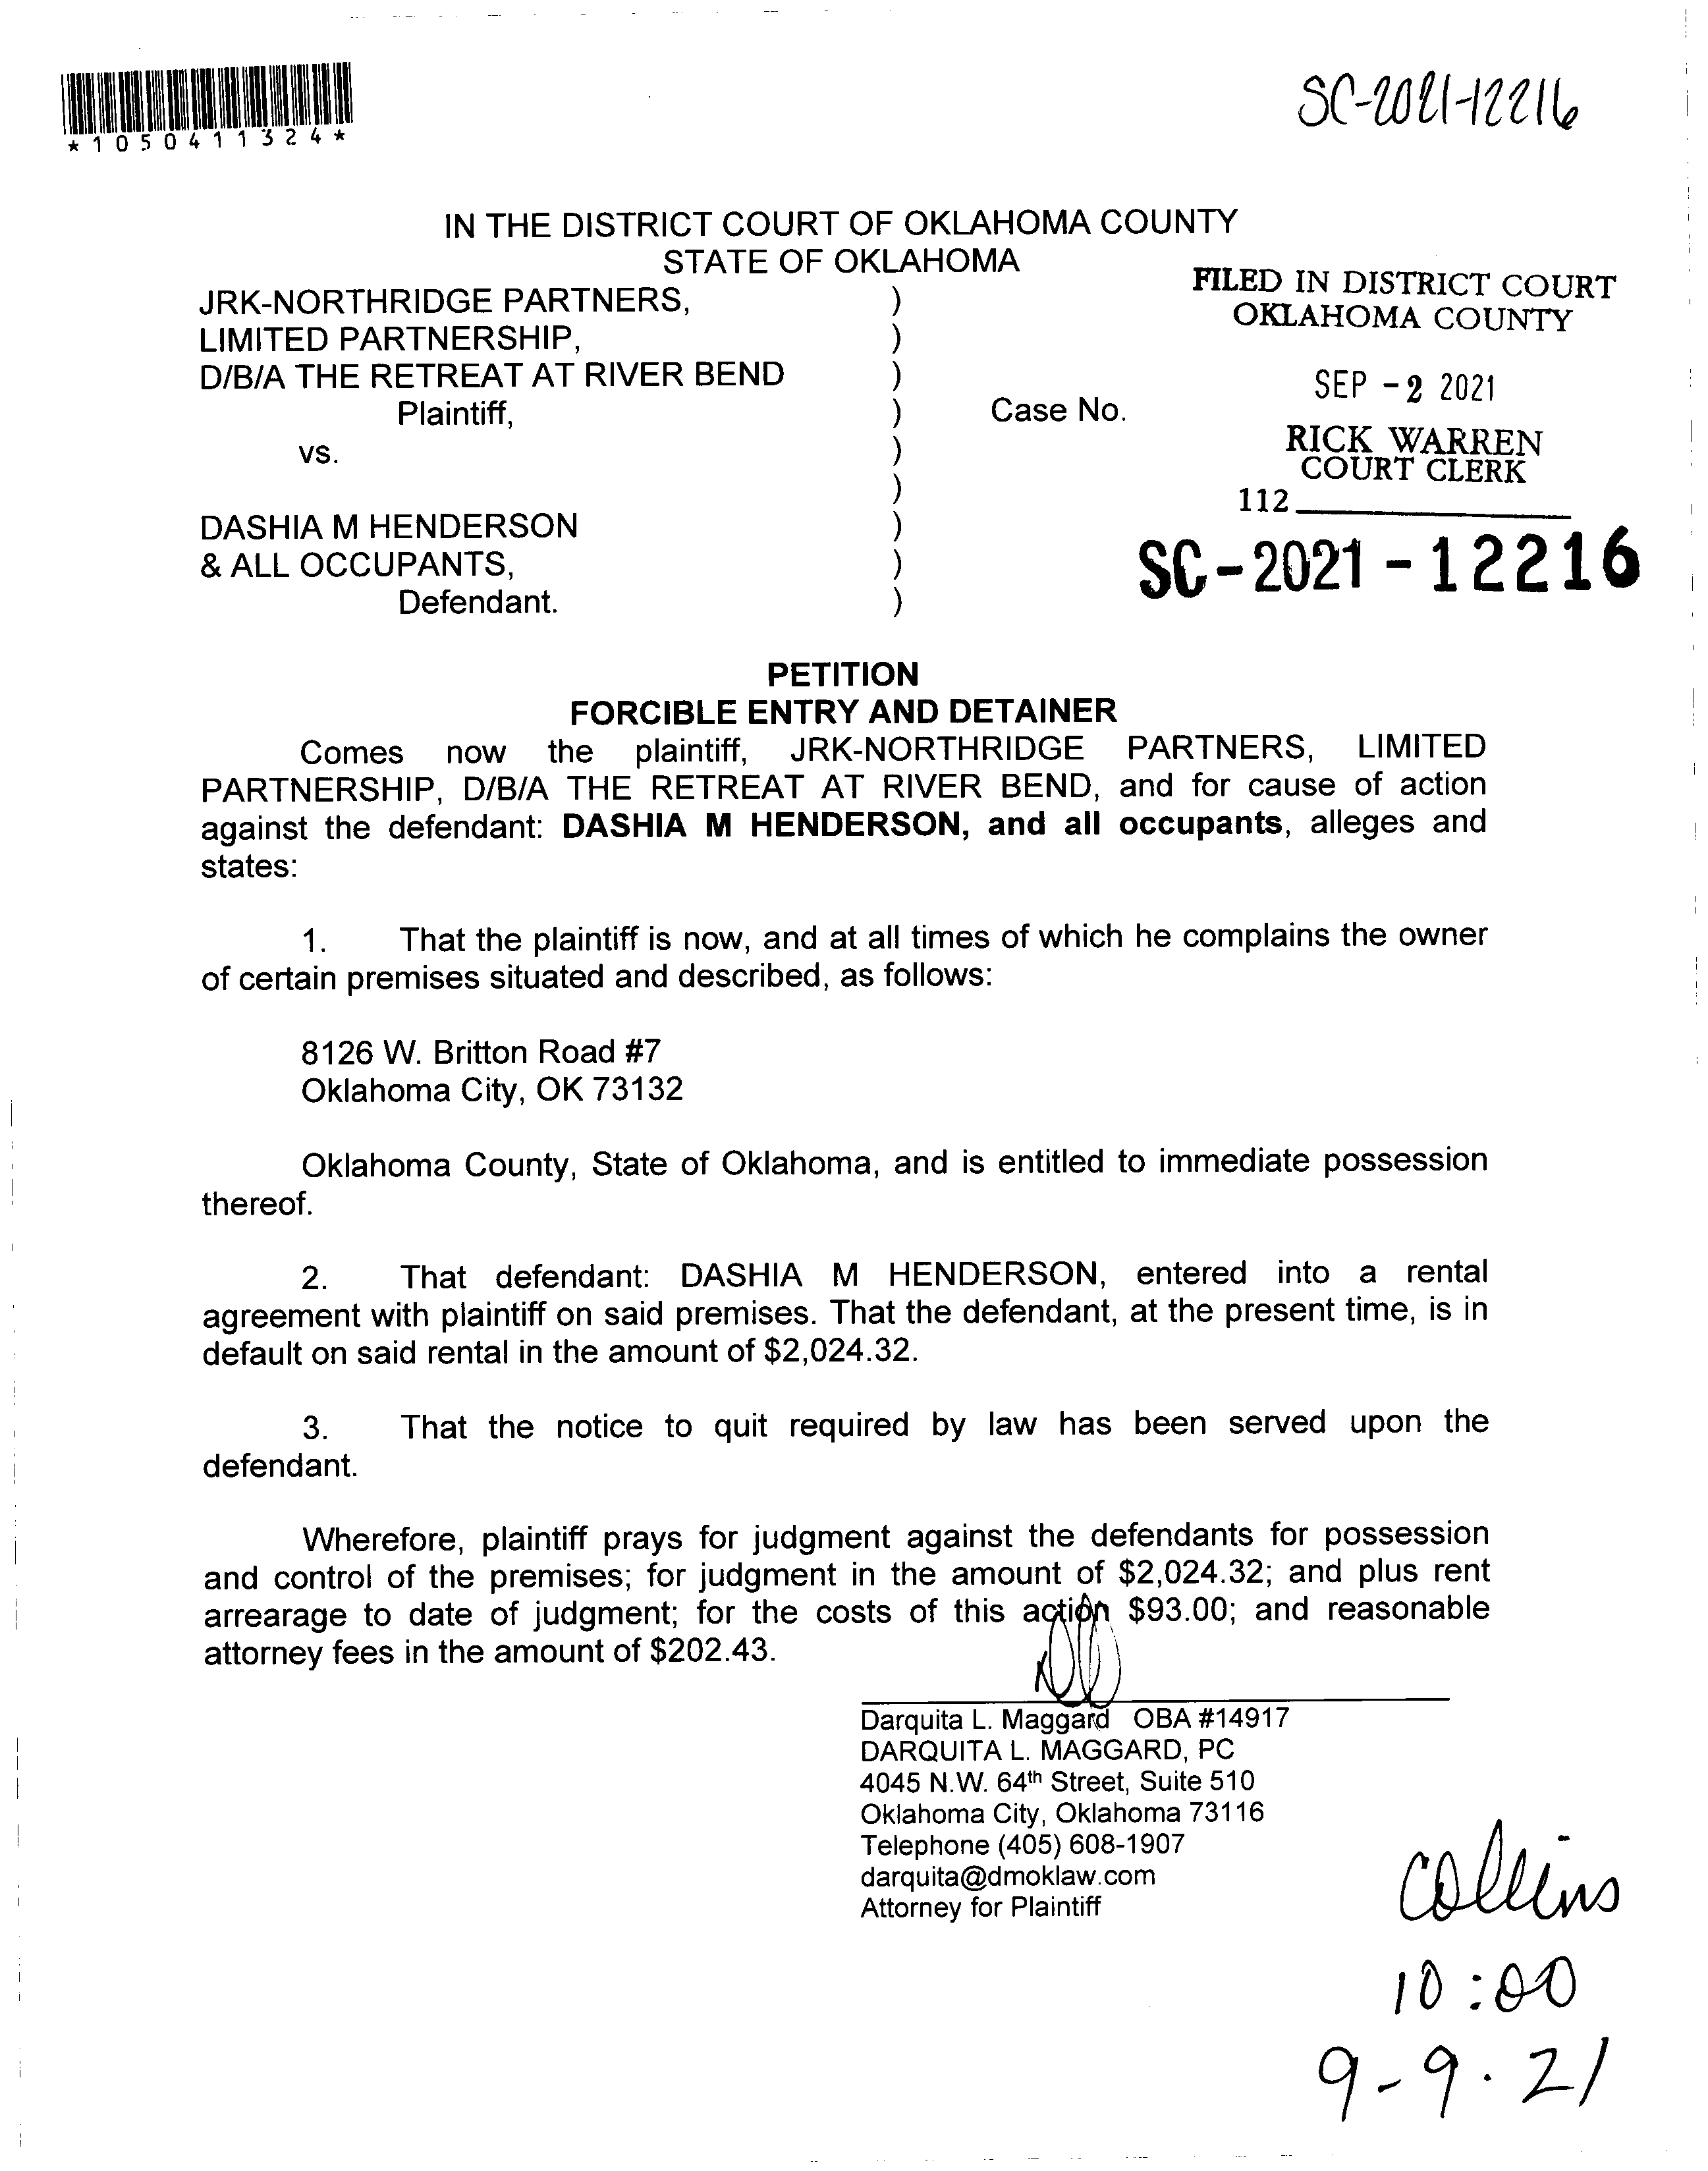 SC-2021-12216
*1050411324*
IN THE DISTRICT COURT OF OKLAHOMA COUNTY
STATE OF OKLAHOMA
FILED IN DISTRICT COURT
OKLAHOMA COUNTY
SEP -2 2021
RICK WARREN
COURT CLERK
112
SC-2021-12216
JRK-NORTHRIDGE PARTNERS, )
LIMITED PARTNERSHIP, )
D/B/A THE RETREAT AT RIVER BEND )
Plaintiff, ) Case No.
vs. )
)
DASHIA M HENDERSON )
& ALL OCCUPANTS, )
Defendant. )
PETITION
FORCIBLE ENTRY AND DETAINER
Comes now the plaintiff, JRK-NORTHRIDGE PARTNERS, LIMITED
PARTNERSHIP, D/B/A THE RETREAT AT RIVER BEND, and for cause of action
against the defendant: DASHIA M HENDERSON, and all occupants, alleges and
states:
1. That the plaintiff is now, and at all times of which he complains the owner
of certain premises situated and described, as follows:
8126 W. Britton Road #7
Oklahoma City, OK 73132
Oklahoma County, State of Oklahoma, and is entitled to immediate possession
thereof.
2. That defendant: DASHIA M HENDERSON, entered into a rental
agreement with plaintiff on said premises. That the defendant, at the present time, is in
default on said rental in the amount of $2,024.32.
3. That the notice to quit required by law has been served upon the
defendant.
Wherefore, plaintiff prays for judgment against the defendants for possession
and control of the premises; for judgment in the amount of $2,024.32; and plus rent
arrearage to date of judgment; for the costs of this action $93.00; and reasonable
attorney fees in the amount of $202.43.
Darquita L. Maggard OBA #14917
DARQUITA L. MAGGARD, PC
4045 N.W. 64th Street, Suite 510
Oklahoma City, Oklahoma 73116
Telephone (405) 608-1907
darquita@dmoklaw.com
Attorney for Plaintiff
Collins
10:00
9-9.21